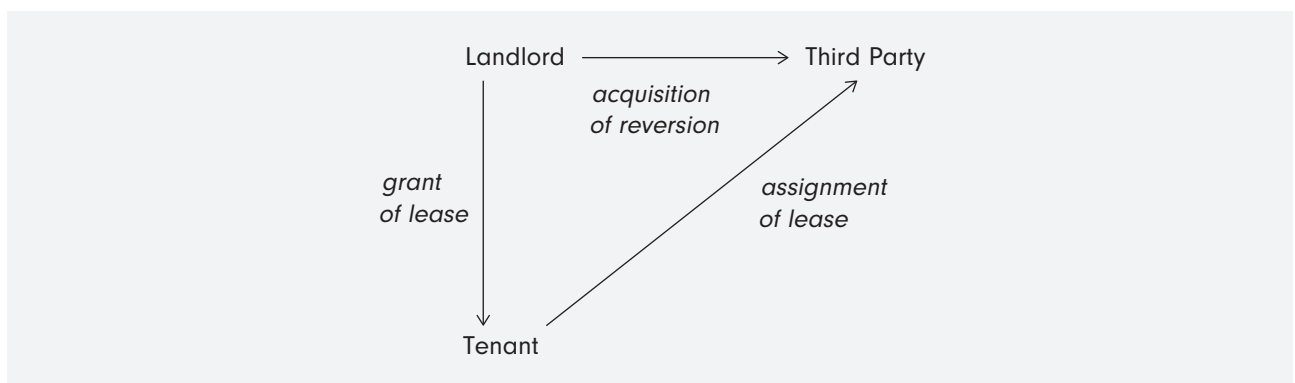 Landlord
Third Party
acquisition
of reversion
grant
of lease
assignment
of lease
Tenant